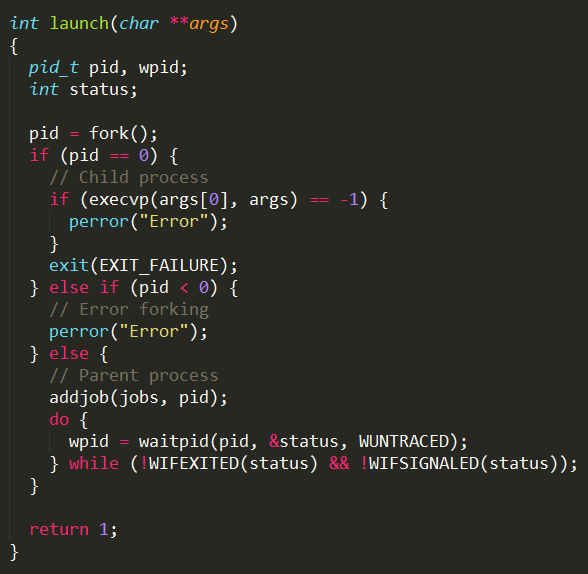 int launch(char **args)
{
  pid_t pid, wpid;
  int status;

  pid = fork();
  if (pid == 0) {
    // Child process
    if (execvp(args[0], args) == -1) {
      perror("Error");
    }
    exit(EXIT_FAILURE);
  } else if (pid < 0) {
    // Error forking
    perror("Error");
  } else {
    // Parent process
    addjob(jobs, pid);
    do {
      wpid = waitpid(pid, &status, WUNTRACED);
    } while (!WIFEXITED(status) && !WIFSIGNALED(status));
  }

  return 1;
}